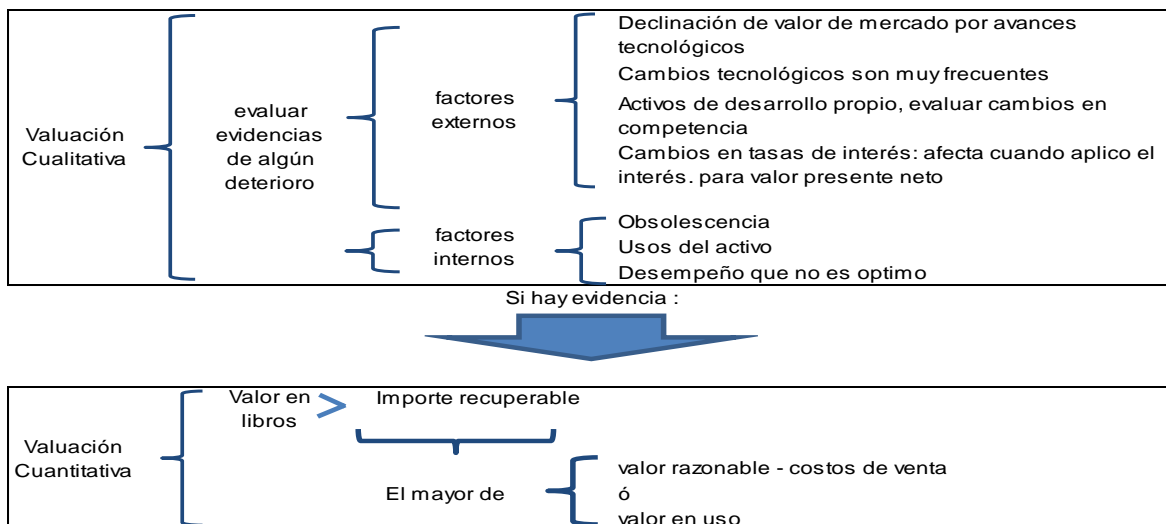 Valuación
Cualitativa
evaluar
evidencias
de algún
deterioro
factores
externos
Declinación de valor de mercado por avances
tecnológicos
Cambios tecnológicos son muy frecuentes
Activos de desarrollo propio, evaluar cambios en
competencia
Cambios en tasas de interés: afecta cuando aplico el
interés. para valor presente neto
factores
internos
Obsolescencia
Usos del activo
Desempeño que no es optimo
Si hay evidencia :
Valuación
Cuantitativa
Valor en
libros
>
Importe recuperable
El mayor de
valor razonable - costos de venta
ó
valor en uso